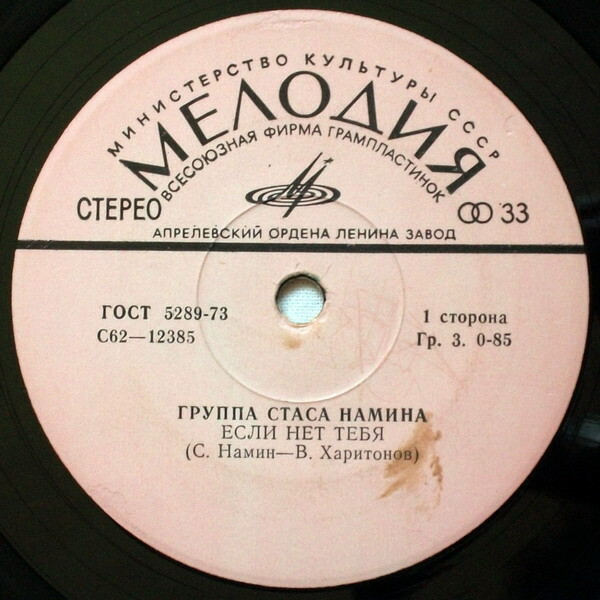 МИНИСТЕРСТВО КУЛЬТУРЫ СССР
МЕЛОДИЯ
ВСЕСОЮЗНАЯ ФИРМА ГРАМПЛАСТИНОК
СТЕРЕО
33
АПРЕЛЕВСКИЙ ОРДЕНА ЛЕНИНА ЗАВОД
ГОСТ 5289-73
С62—12385
1 сторона
Гр. 3. 0-85
ГРУППА СТАСА НАМИНА
ЕСЛИ НЕТ ТЕБЯ
(С. Намин—В. Харитонов)